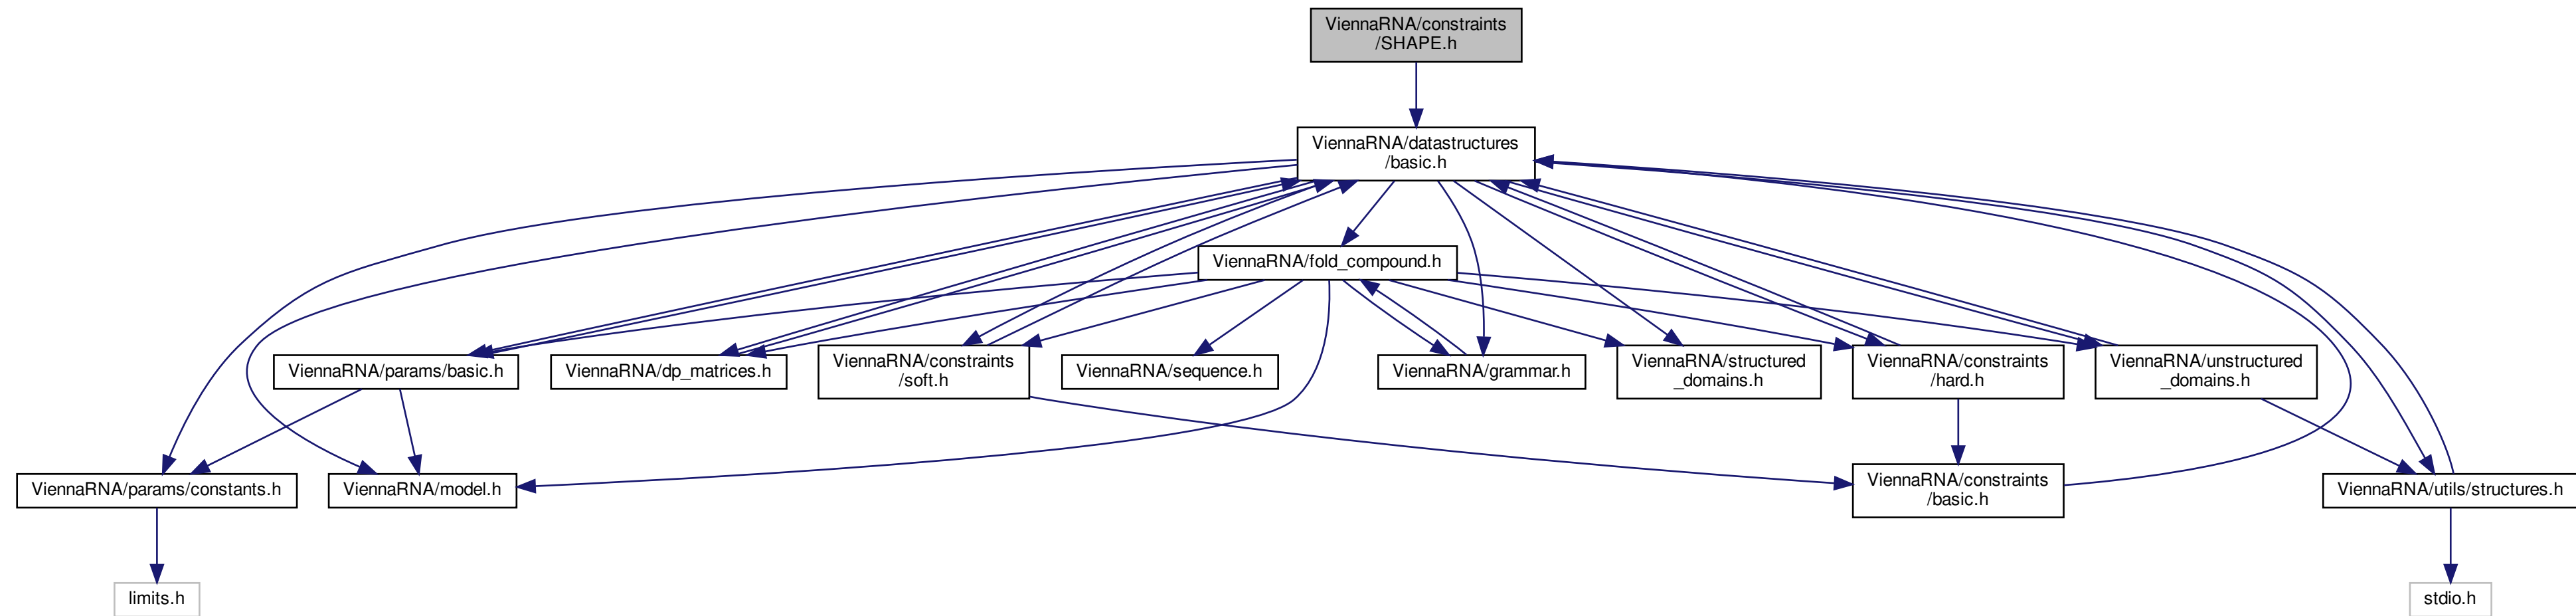 ViennaRNA/constraints
/SHAPE.h
ViennaRNA/datastructures
/basic.h
ViennaRNA/fold_compound.h
ViennaRNA/params/basic.h
ViennaRNA/dp_matrices.h
ViennaRNA/constraints
/soft.h
ViennaRNA/sequence.h
ViennaRNA/grammar.h
ViennaRNA/structured
_domains.h
ViennaRNA/constraints
/hard.h
ViennaRNA/unstructured
_domains.h
ViennaRNA/params/constants.h
ViennaRNA/model.h
ViennaRNA/constraints
/basic.h
ViennaRNA/utils/structures.h
limits.h
stdio.h